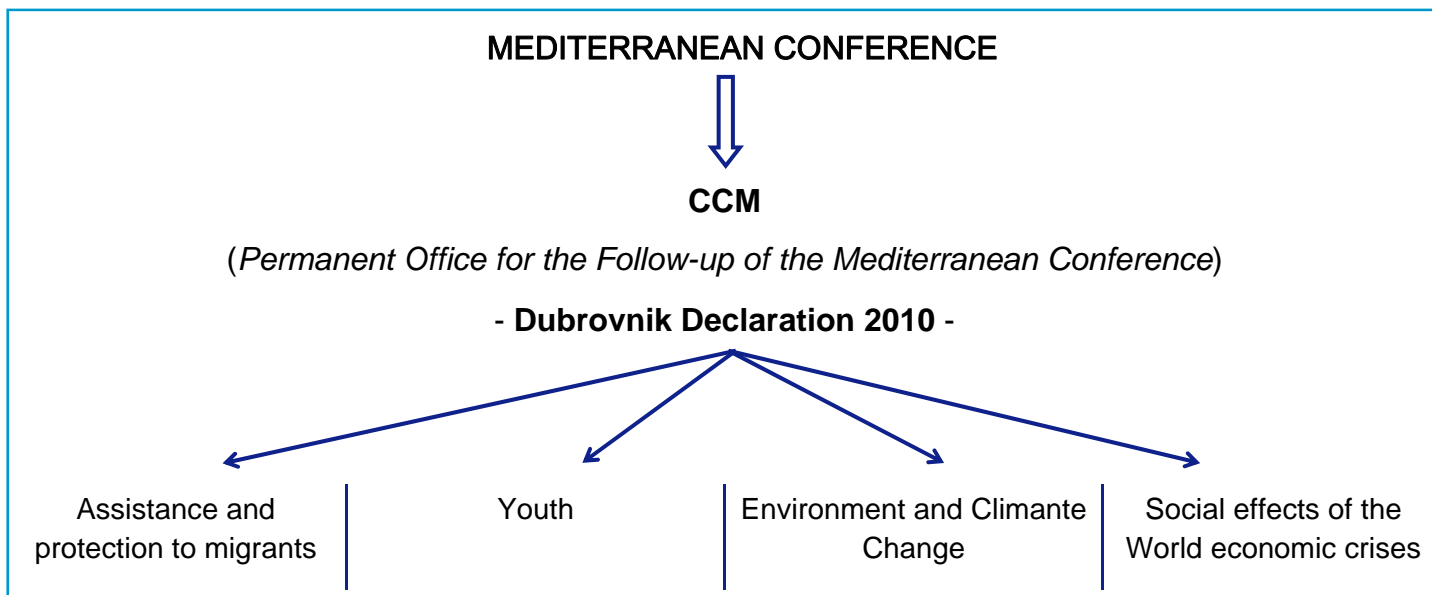 MEDITERRANEAN CONFERENCE
CCM
(Permanent Office for the Follow-up of the Mediterranean Conference)
- Dubrovnik Declaration 2010 -
Assistance and
protection to migrants
Youth
Environment and Climante
Change
Social effects of the
World economic crises